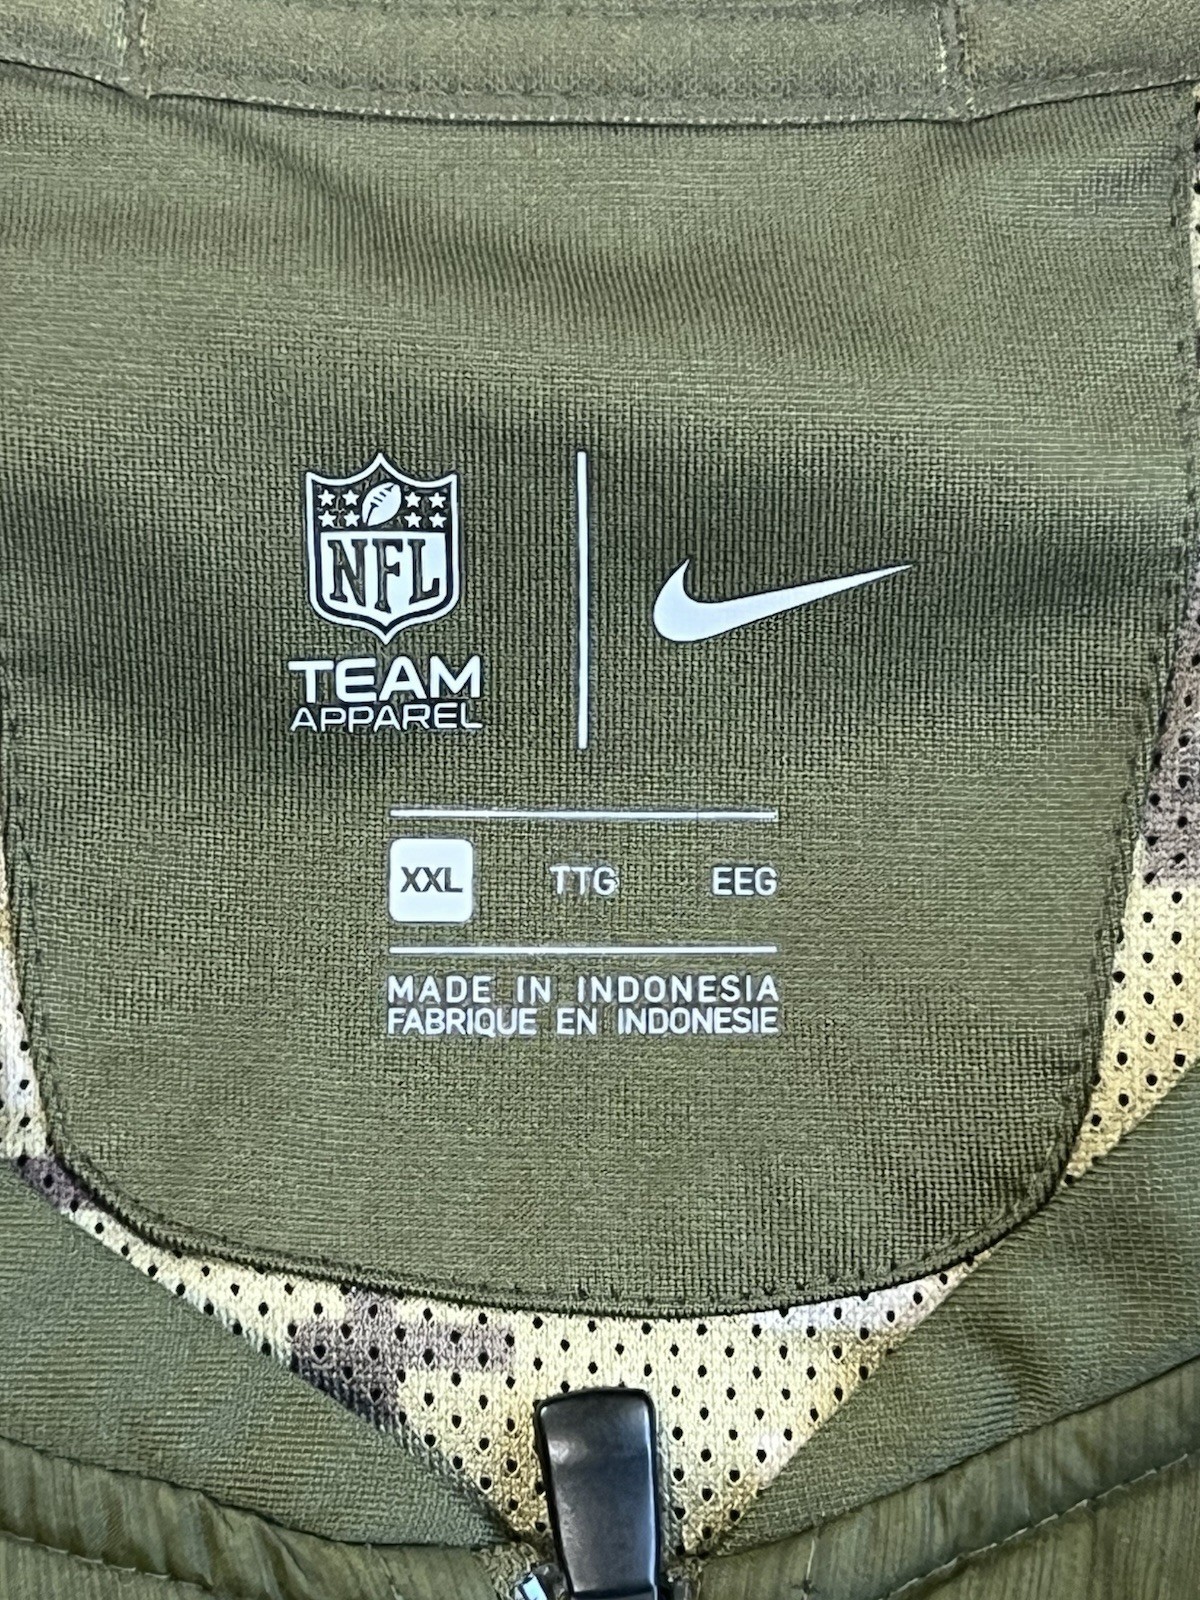 NFL
TEAM
APPAREL
XXL TTG EEG
MADE IN INDONESIA
FABRIQUE EN INDONESIE